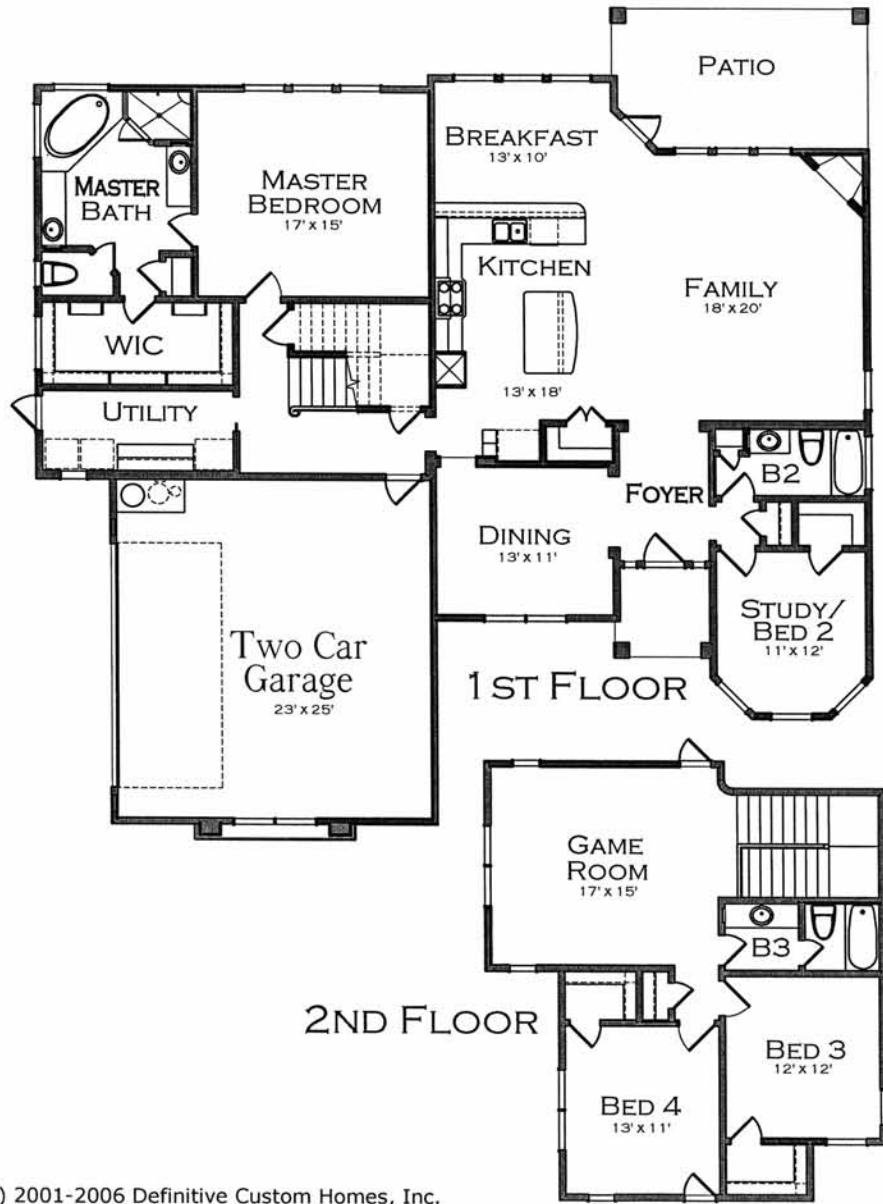 PATIO
BREAKFAST
13' x 10'
MASTER
BATH
MASTER
BEDROOM
17' x 15'
KITCHEN
FAMILY
18' x 20'
WIC
13' x 18'
UTILITY
B2
FOYER
DINING
13' x 11'
STUDY/
BED 2
11' x 12'
Two Car
Garage
23' x 25'
1ST FLOOR
GAME
ROOM
17' x 15'
B3
2ND FLOOR
BED 3
12' x 12'
BED 4
13' x 11'
) 2001-2006 Definitive Custom Homes, Inc.